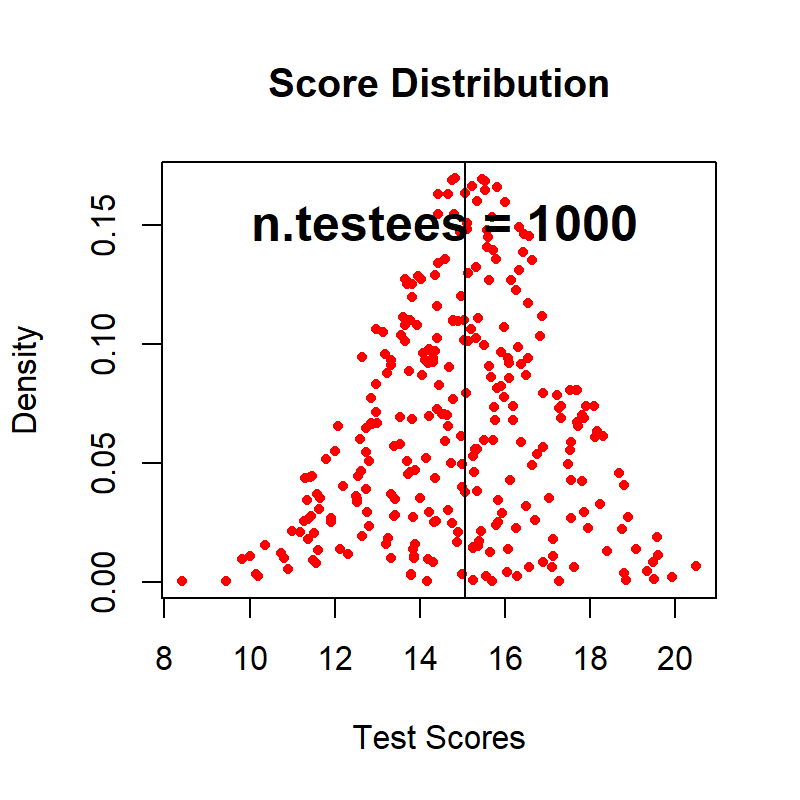 Score Distribution
n.testees = 1000
Density
0.15
0.10
0.05
0.00
8 10 12 14 16 18 20
Test Scores